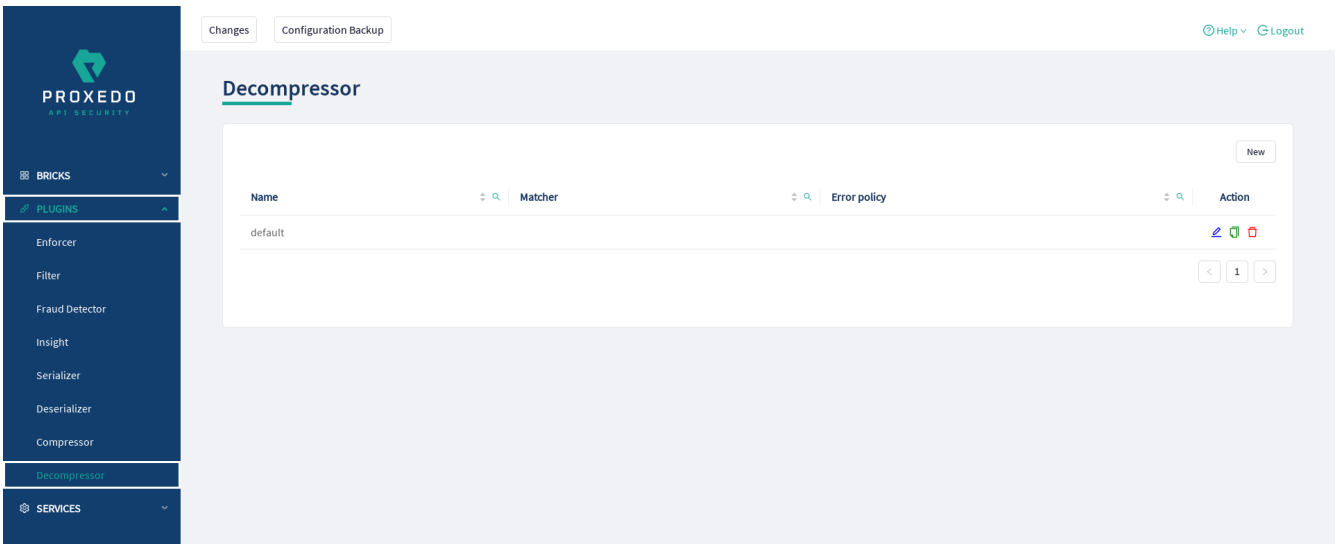 Changes Configuration Backup Help Logout
PROXEDO
API SECURITY
Decompressor
New
BRICKS
PLUGINS
Enforcer
Filter
Fraud Detector
Insight
Serializer
Deserializer
Compressor
Decompressor
SERVICES
Name Matcher Error policy Action
default
< 1 >